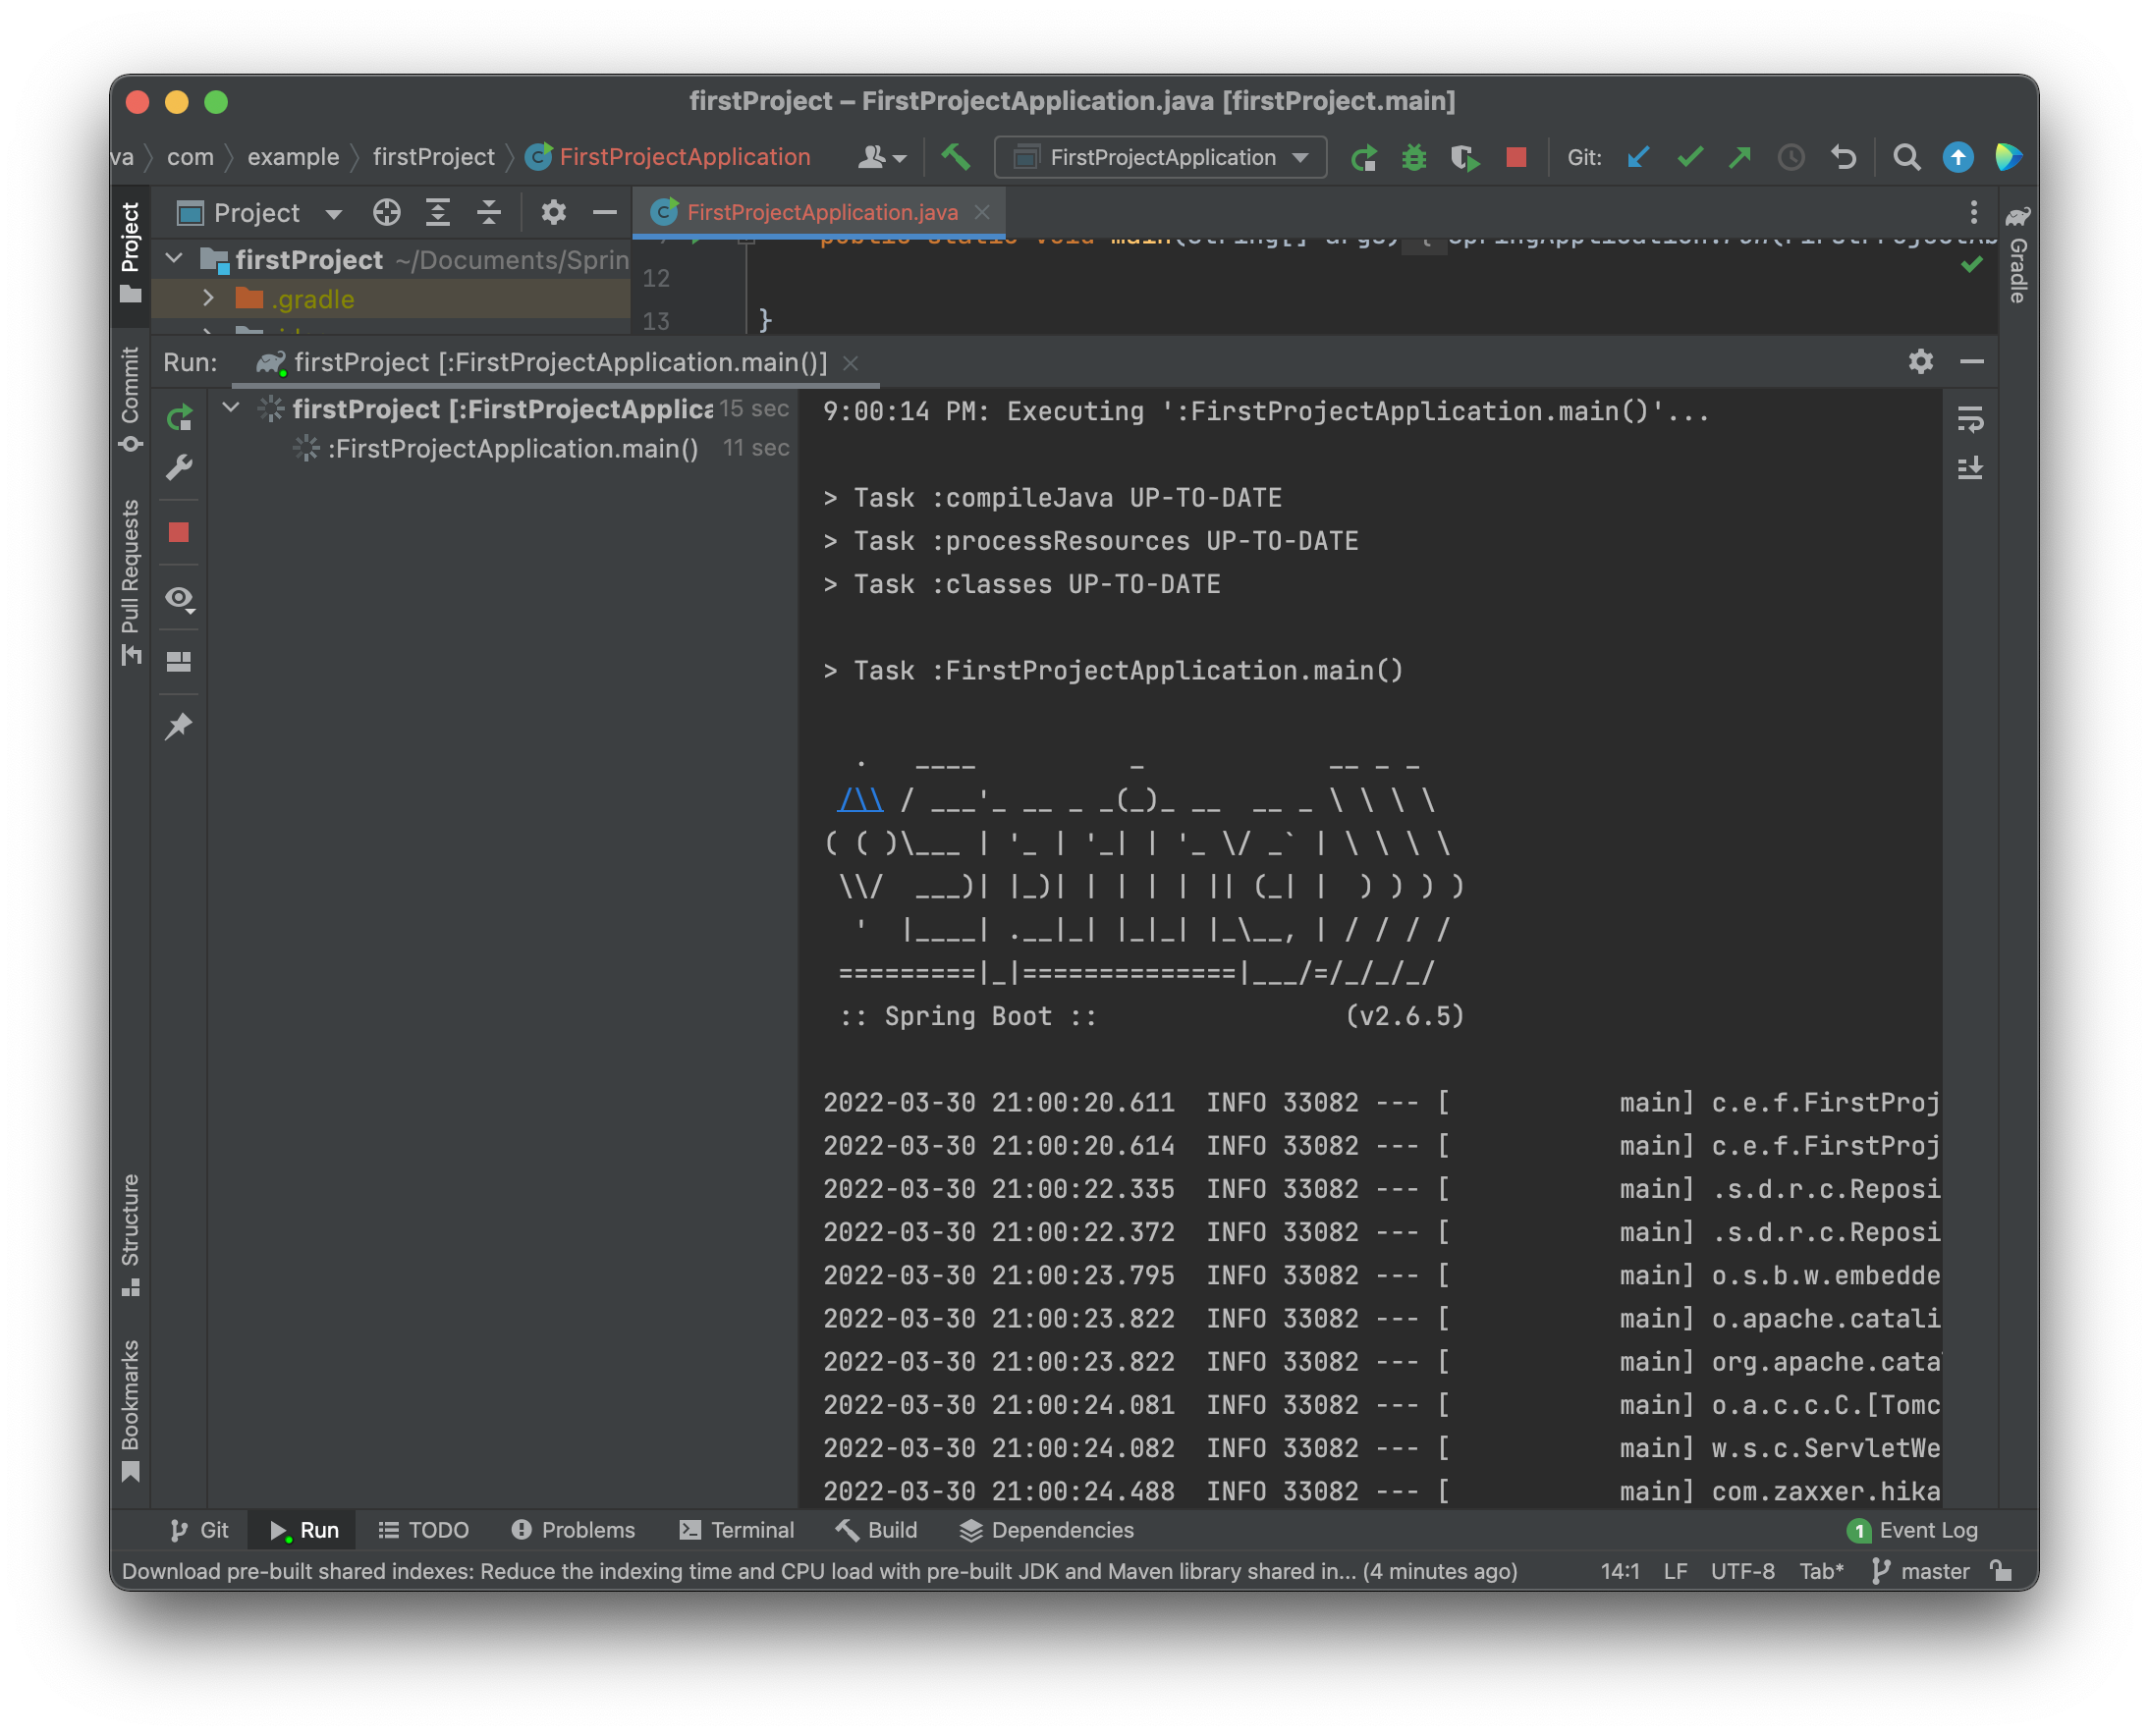 firstProject – FirstProjectApplication.java [firstProject.main]
va com example firstProject FirstProjectApplication FirstProjectApplication Git:
Project FirstProjectApplication.java
public static void main(String[] args) {
firstProject ~/Documents/Sprin
12
.gradle
13 }
Run: firstProject [:FirstProjectApplication.main()]
firstProject [:FirstProjectApplica 15 sec
:FirstProjectApplication.main() 11 sec
9:00:14 PM: Executing ':FirstProjectApplication.main()'...
> Task :compileJava UP-TO-DATE
> Task :processResources UP-TO-DATE
> Task :classes UP-TO-DATE
> Task :FirstProjectApplication.main()
  .   ____          _            __ _ _
 /\\ / ___'_ __ _ _(_)_ __  __ _ \ \ \ \
( ( )\___ | '_ | '_| | '_ \/ _` | \ \ \ \
 \\/  ___)| |_)| | | | | || (_| |  ) ) ) )
  '  |____| .__|_| |_|_| |_\__, | / / / /
 =========|_|==============|___/=/_/_/_/
 :: Spring Boot ::                (v2.6.5)
2022-03-30 21:00:20.611  INFO 33082 --- [           main] c.e.f.FirstProj
2022-03-30 21:00:20.614  INFO 33082 --- [           main] c.e.f.FirstProj
2022-03-30 21:00:22.335  INFO 33082 --- [           main] .s.d.r.c.Reposi
2022-03-30 21:00:22.372  INFO 33082 --- [           main] .s.d.r.c.Reposi
2022-03-30 21:00:23.795  INFO 33082 --- [           main] o.s.b.w.embedde
2022-03-30 21:00:23.822  INFO 33082 --- [           main] o.apache.catali
2022-03-30 21:00:23.822  INFO 33082 --- [           main] org.apache.cata
2022-03-30 21:00:24.081  INFO 33082 --- [           main] o.a.c.c.C.[Tomc
2022-03-30 21:00:24.082  INFO 33082 --- [           main] w.s.c.ServletWe
2022-03-30 21:00:24.488  INFO 33082 --- [           main] com.zaxxer.hika
Project
Commit
Pull Requests
Structure
Bookmarks
Gradle
Git Run TODO Problems Terminal Build Dependencies 1 Event Log
Download pre-built shared indexes: Reduce the indexing time and CPU load with pre-built JDK and Maven library shared in... (4 minutes ago) 14:1 LF UTF-8 Tab* master